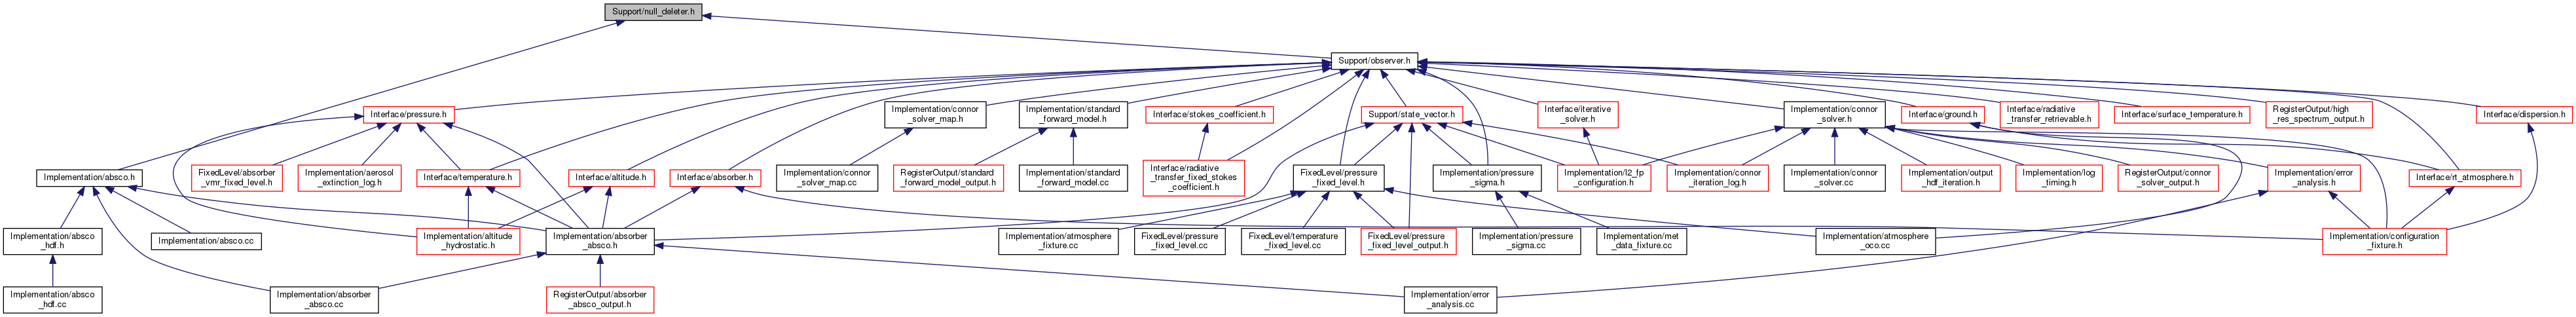 Support/null_deleter.h
Support/observer.h
Interface/pressure.h
Implementation/connor
_solver_map.h
Implementation/standard
_forward_model.h
Interface/stokes_coefficient.h
Support/state_vector.h
Interface/iterative
_solver.h
Implementation/connor
_solver.h
Interface/ground.h
Interface/radiative
_transfer_retrievable.h
Interface/surface_temperature.h
RegisterOutput/high
_res_spectrum_output.h
Interface/dispersion.h
Implementation/absco.h
FixedLevel/absorber
_vmr_fixed_level.h
Implementation/aerosol
_extinction_log.h
Interface/temperature.h
Interface/altitude.h
Interface/absorber.h
Implementation/connor
_solver_map.cc
RegisterOutput/standard
_forward_model_output.h
Implementation/standard
_forward_model.cc
Interface/radiative
_transfer_fixed_stokes
_coefficient.h
FixedLevel/pressure
_fixed_level.h
Implementation/pressure
_sigma.h
Implementation/l2_fp
_configuration.h
Implementation/connor
_iteration_log.h
Implementation/connor
_solver.cc
Implementation/output
_hdf_iteration.h
Implementation/log
_timing.h
RegisterOutput/connor
_solver_output.h
Implementation/error
_analysis.h
Interface/rt_atmosphere.h
Implementation/absco
_hdf.h
Implementation/absco.cc
Implementation/altitude
_hydrostatic.h
Implementation/absorber
_absco.h
Implementation/atmosphere
_fixture.cc
FixedLevel/pressure
_fixed_level.cc
FixedLevel/temperature
_fixed_level.cc
FixedLevel/pressure
_fixed_level_output.h
Implementation/pressure
_sigma.cc
Implementation/met
_data_fixture.cc
Implementation/atmosphere
_oco.cc
Implementation/configuration
_fixture.h
Implementation/absco
_hdf.cc
Implementation/absorber
_absco.cc
RegisterOutput/absorber
_absco_output.h
Implementation/error
_analysis.cc